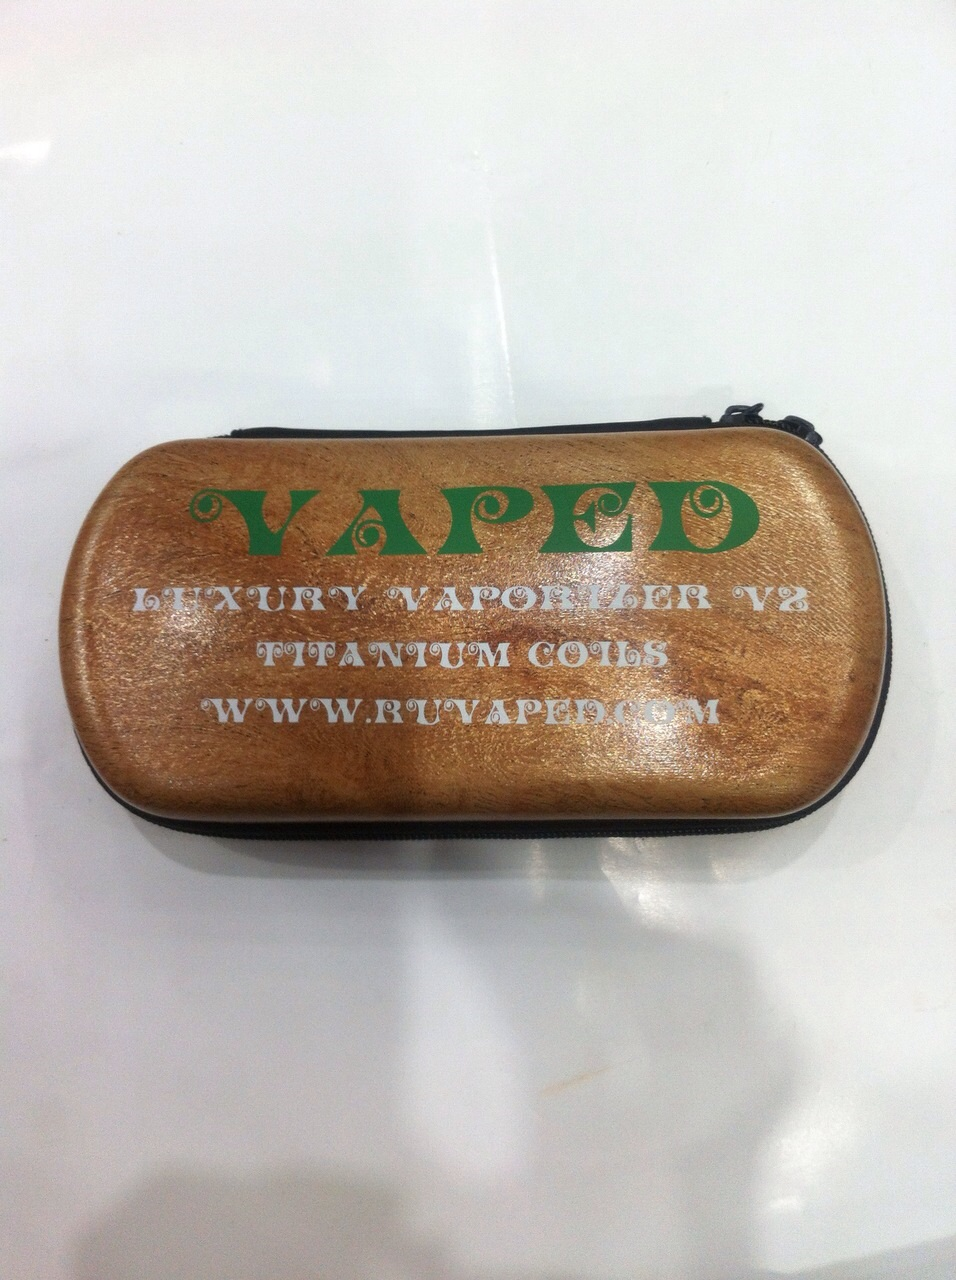 VAPED
LUXURY VAPORIZER V2
TITANIUM COILS
WWW.RUVAPED.COM